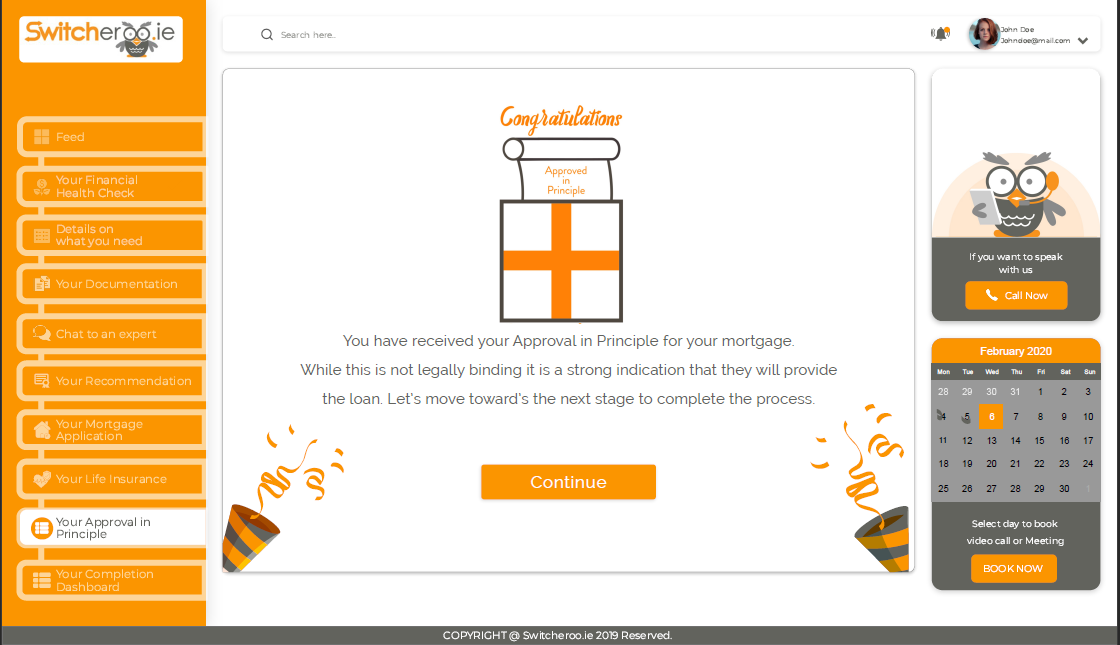 Switcheroo.ie
Search here..
John Doe
Johndoe@mail.com
Feed
Your Financial
Health Check
Details on
what you need
Your Documentation
Chat to an expert
Your Recommendation
Your Mortgage
Application
Your Life Insurance
Your Approval in
Principle
Your Completion
Dashboard
Congratulations
Approved
in
Principle
You have received your Approval in Principle for your mortgage.
While this is not legally binding it is a strong indication that they will provide
the loan. Let's move toward's the next stage to complete the process.
Continue
If you want to speak
with us
Call Now
February 2020
Mon Tue Wed Thu Fri Sat Sun
28 29 30 31 1 2 3
4 5 6 7 8 9 10
11 12 13 14 15 16 17
18 19 20 21 22 23 24
25 26 27 28 29 30 1
Select day to book
video call or Meeting
BOOK NOW
COPYRIGHT @ Switcheroo.ie 2019 Reserved.